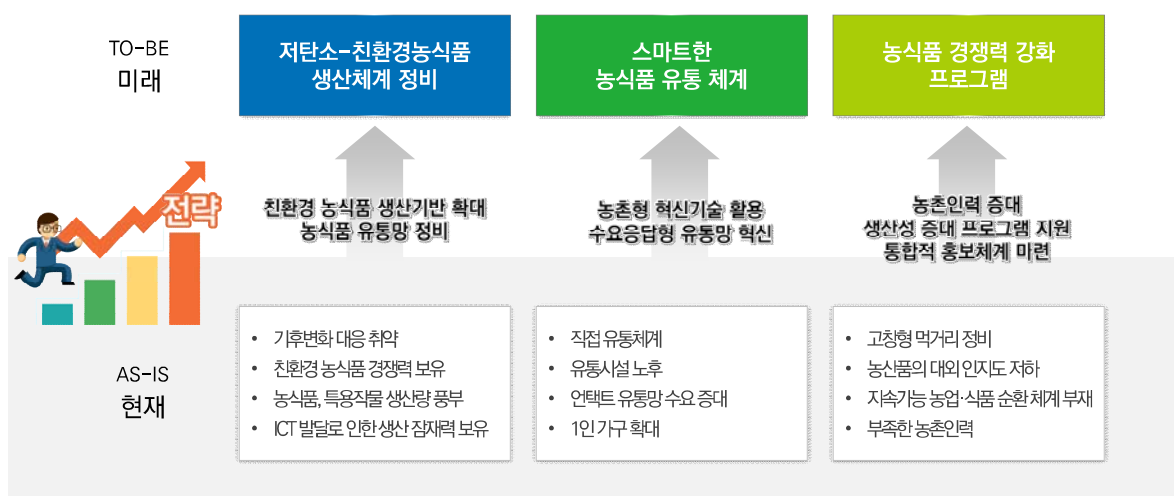 TO-BE
미래
저탄소-친환경농식품
생산체계 정비
스마트한
농식품 유통 체계
농식품 경쟁력 강화
프로그램
전략
친환경 농식품 생산기반 확대
농식품 유통망 정비
농촌형 혁신기술 활용
수요응답형 유통망 혁신
농촌인력 증대
생산성 증대 프로그램 지원
통합적 홍보체계 마련
AS-IS
현재
• 기후변화 대응 취약
• 친환경 농식품 경쟁력 보유
• 농식품, 특용작물 생산량 풍부
• ICT 발달로 인한 생산 잠재력 보유
• 직접 유통체계
• 유통시설 노후
• 언택트 유통망 수요 증대
• 1인 가구 확대
• 고창형 먹거리 정비
• 농산품의 대외 인지도 저하
• 지속가능 농업·식품 순환 체계 부재
• 부족한 농촌인력